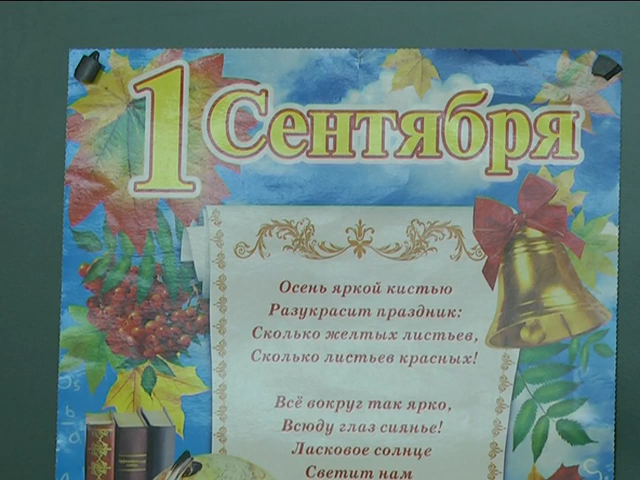 1 Сентября
Осень яркой кистью
Разукрасит праздник:
Сколько желтых листьев,
Сколько листьев красных!
Всё вокруг так ярко,
Всюду глаз сиянье!
Ласковое солнце
Светит нам